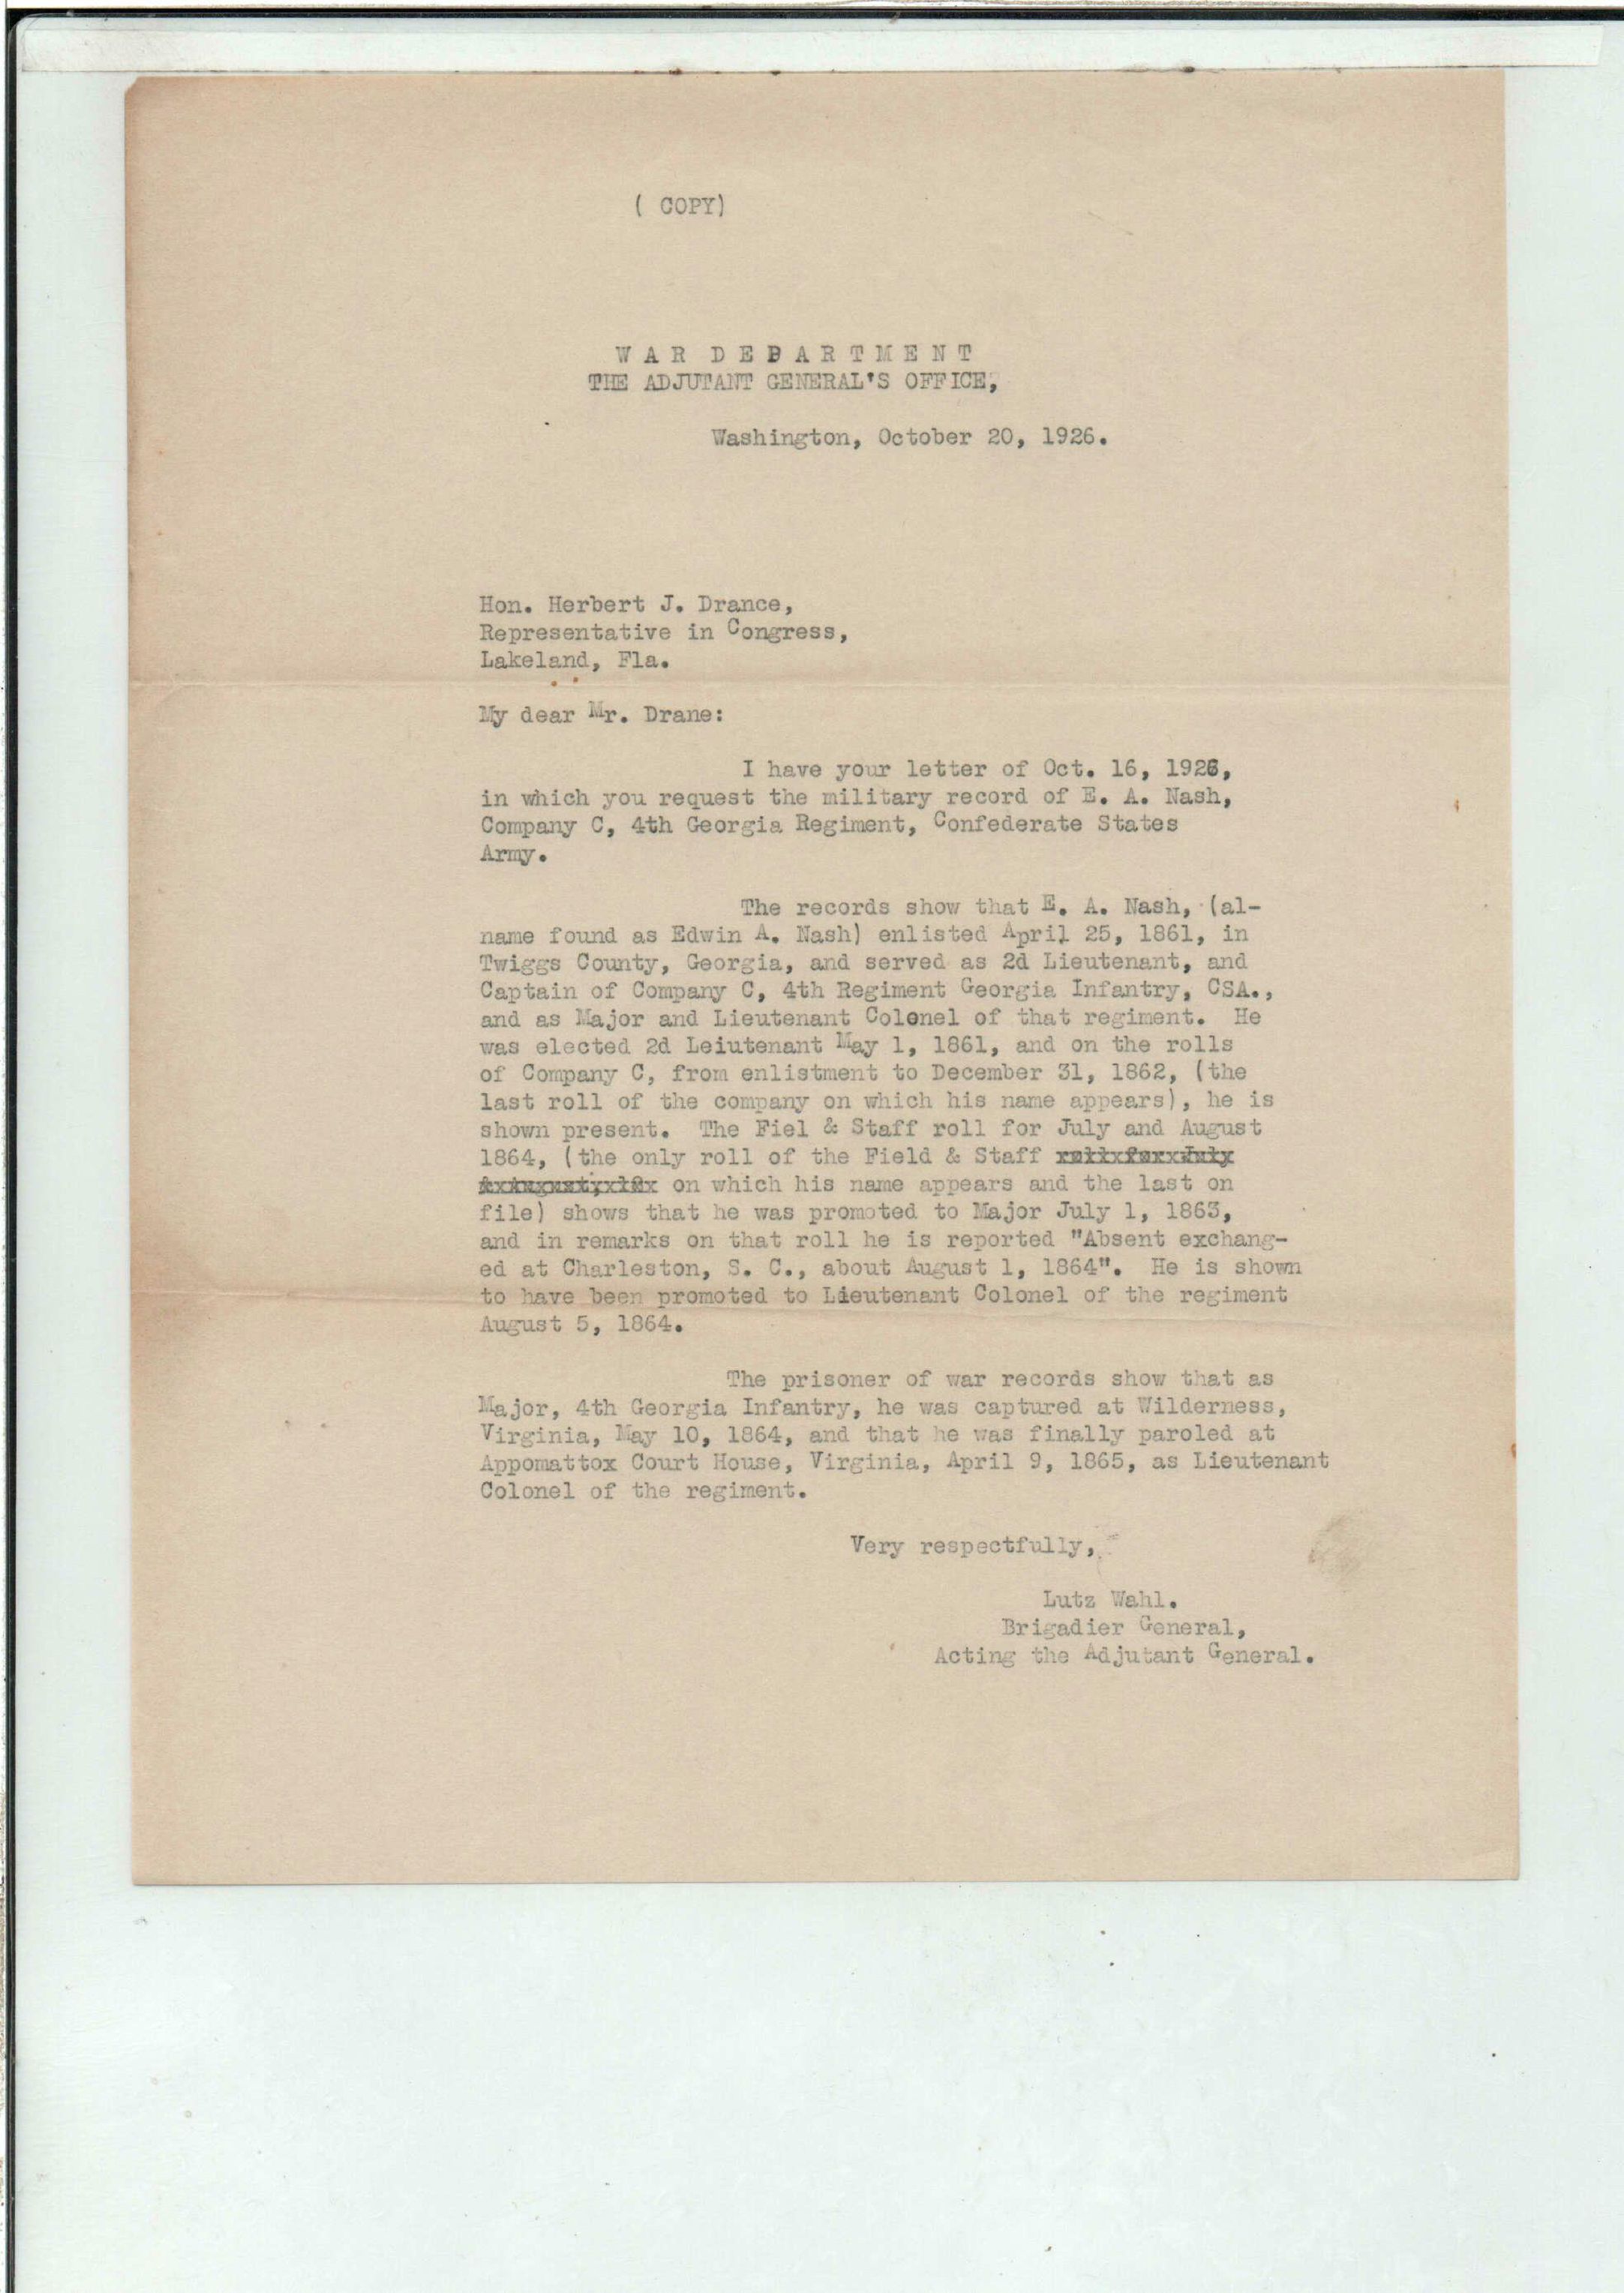 ( COPY)
W A R D E P A R T M E N T
THE ADJUTANT GENERAL'S OFFICE,
Washington, October 20, 1926.
Hon. Herbert J. Drance,
Representative in Congress,
Lakeland, Fla.
My dear Mr. Drane:
I have your letter of Oct. 16, 1926,
in which you request the military record of E. A. Nash,
Company C, 4th Georgia Regiment, Confederate States
Army.
The records show that E. A. Nash, (al-
name found as Edwin A. Nash) enlisted April 25, 1861, in
Twiggs County, Georgia, and served as 2d Lieutenant, and
Captain of Company C, 4th Regiment Georgia Infantry, CSA.,
and as Major and Lieutenant Colonel of that regiment. He
was elected 2d Leiutenant May 1, 1861, and on the rolls
of Company C, from enlistment to December 31, 1862, (the
last roll of the company on which his name appears), he is
shown present. The Fiel & Staff roll for July and August
1864, (the only roll of the Field & Staff
on which his name appears and the last on
file) shows that he was promoted to Major July 1, 1863,
and in remarks on that roll he is reported "Absent exchang-
ed at Charleston, S. C., about August 1, 1864". He is shown
to have been promoted to Lieutenant Colonel of the regiment
August 5, 1864.
The prisoner of war records show that as
Major, 4th Georgia Infantry, he was captured at Wilderness,
Virginia, May 10, 1864, and that he was finally paroled at
Appomattox Court House, Virginia, April 9, 1865, as Lieutenant
Colonel of the regiment.
Very respectfully,
Lutz Wahl.
Brigadier General,
Acting the Adjutant General.